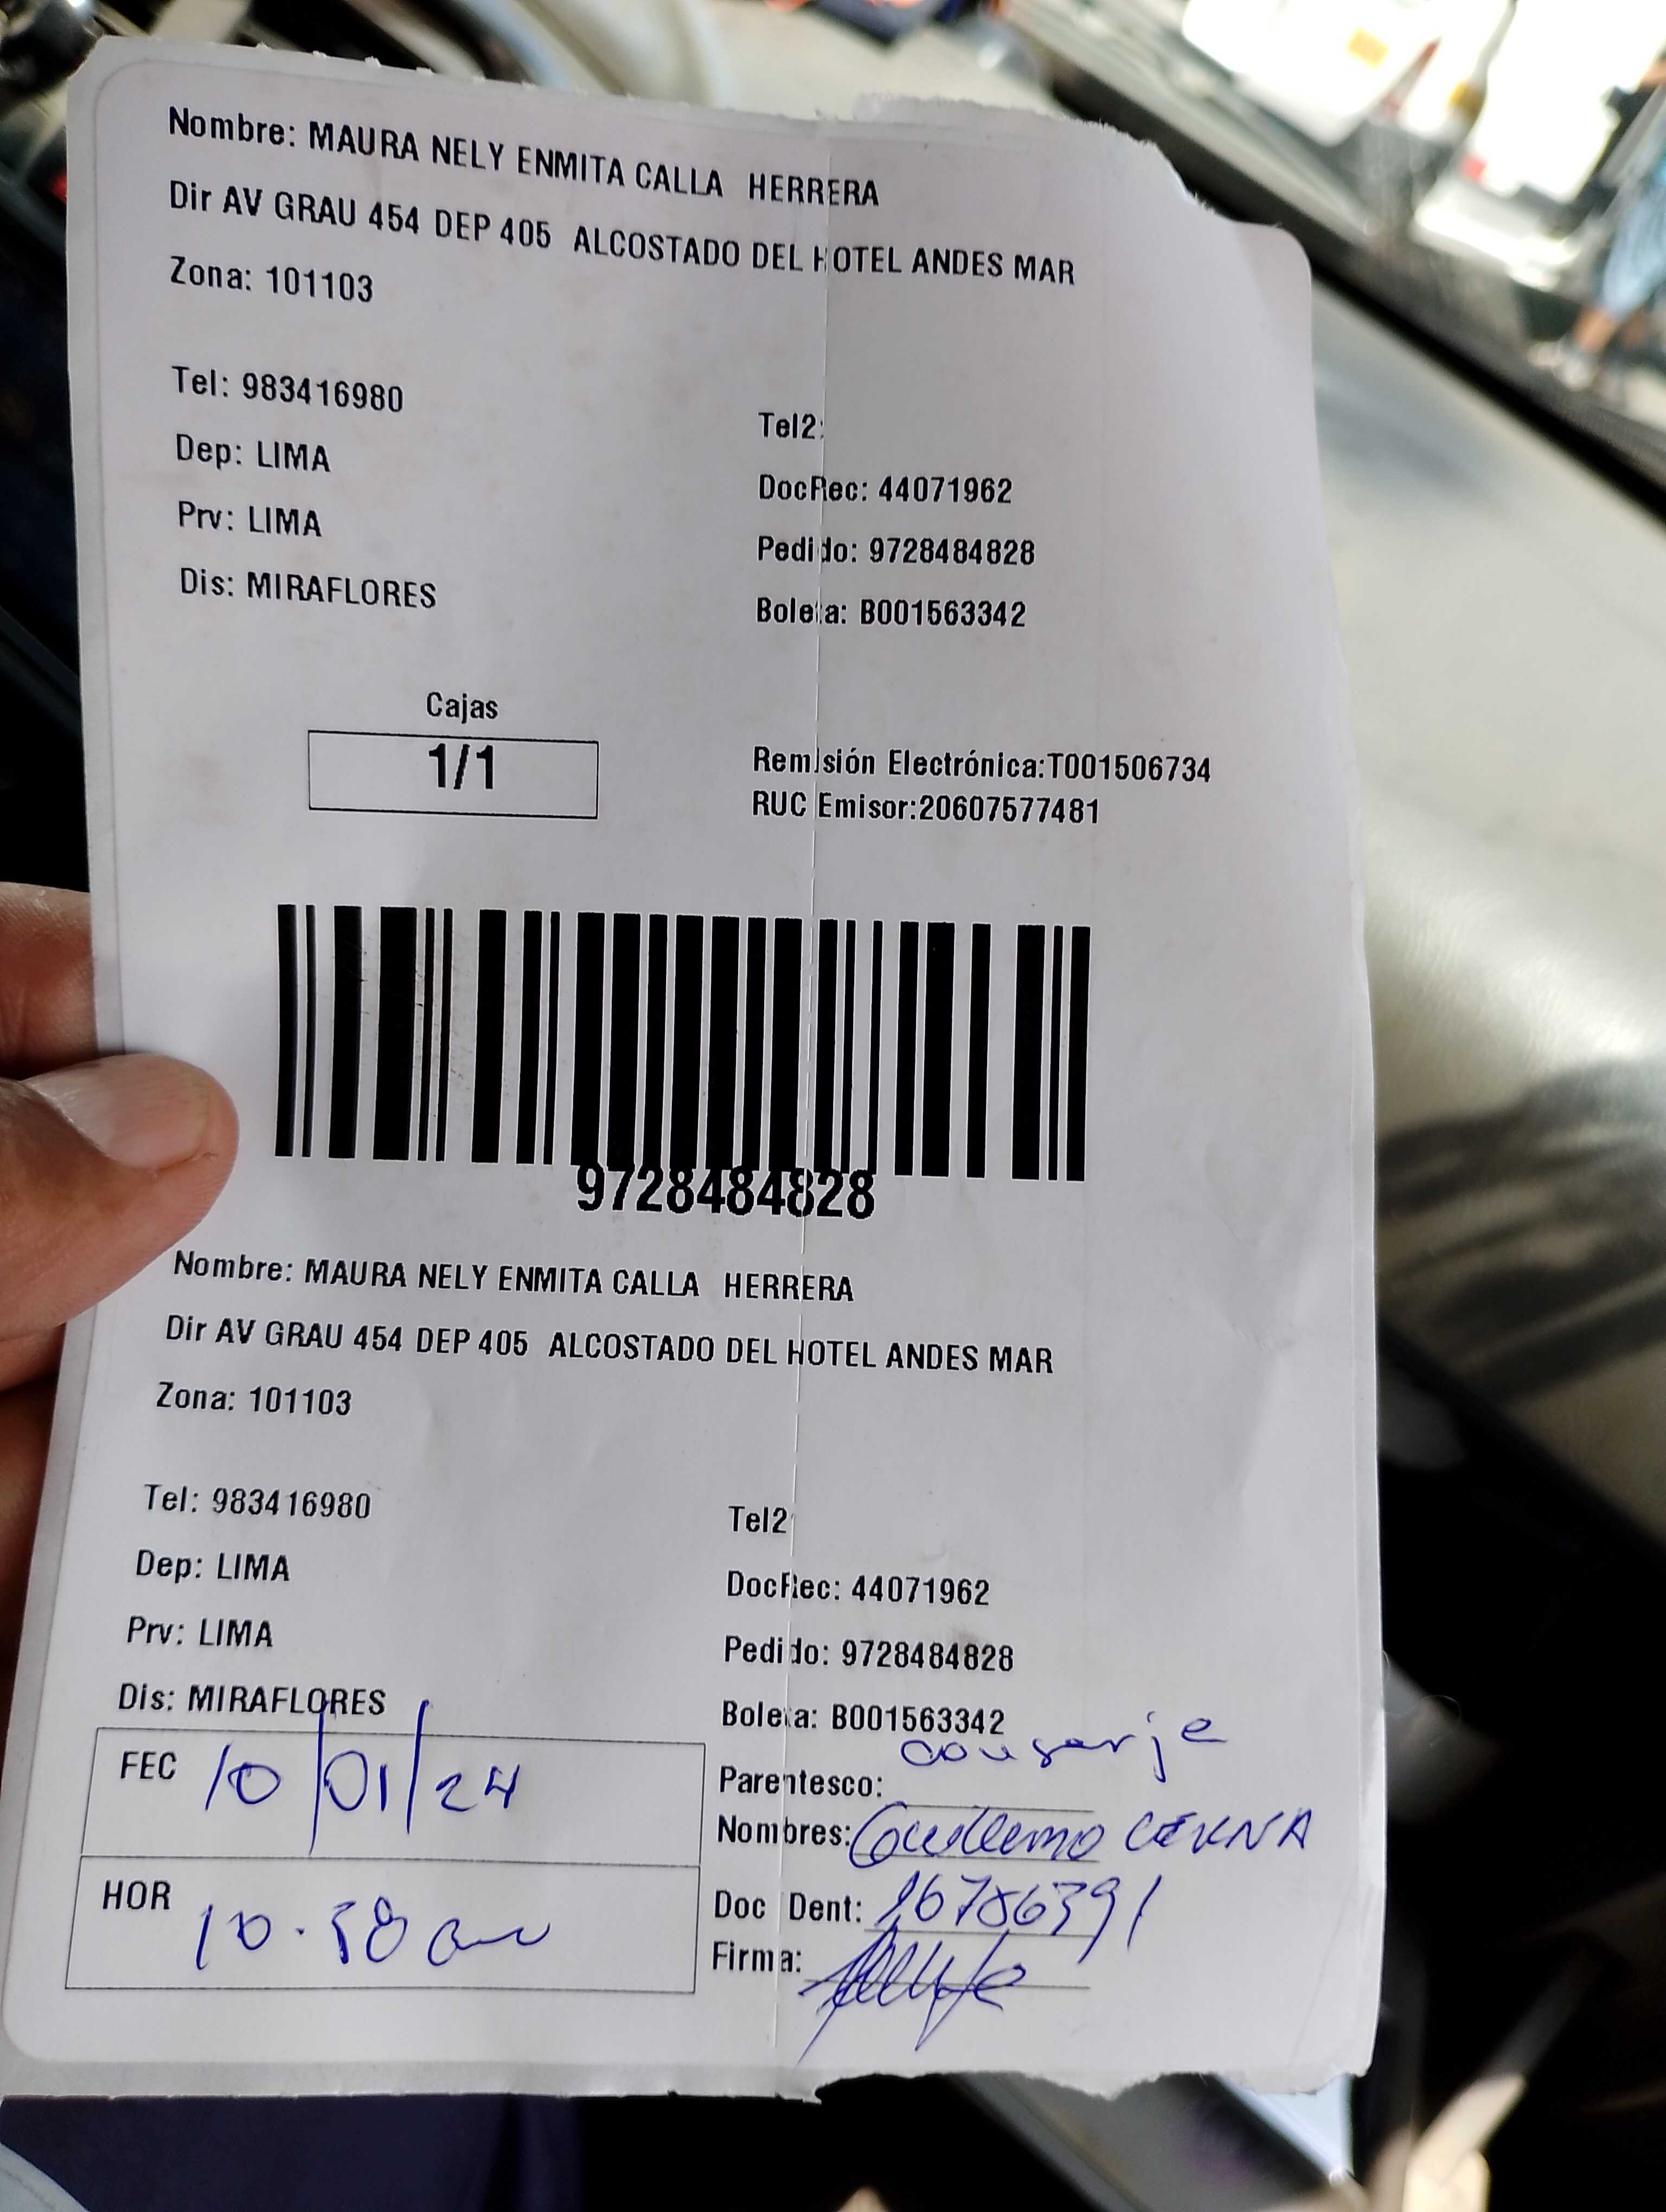 Nombre: MAURA NELY ENMITA CALLA HERRERA
Dir AV GRAU 454 DEP 405 ALCOSTADO DEL HOTEL ANDES MAR
Zona: 101103
Tel: 983416980
Tel2:
Dep: LIMA
DocRec: 44071962
Prv: LIMA
Pedido: 9728484828
Dis: MIRAFLORES
Boleta: B001563342
Cajas
1/1
Remisión Electrónica:T001506734
RUC Emisor:20607577481
9728484828
Nombre: MAURA NELY ENMITA CALLA HERRERA
Dir AV GRAU 454 DEP 405 ALCOSTADO DEL HOTEL ANDES MAR
Zona: 101103
Tel: 983416980
Tel2:
Dep: LIMA
DocRec: 44071962
Prv: LIMA
Pedido: 9728484828
Dis: MIRAFLORES
Boleta: B001563342
FEC 10/01/24
Parentesco: conserje
Nombres: Guillermo CERNA
HOR 10.58 am
Doc Dent: 16786391
Firma: